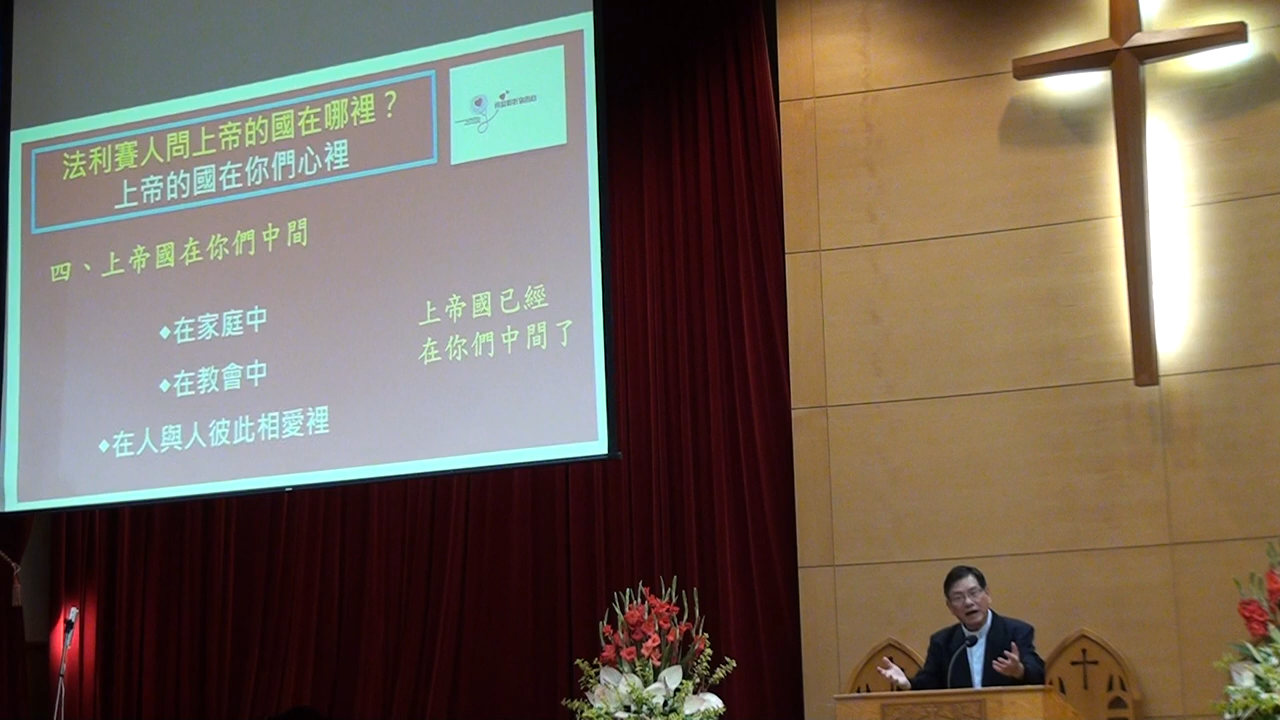 法利賽人問上帝的國在哪裡？
上帝的國在你們心裡
四、上帝國在你們中間
◆在家庭中
◆在教會中
◆在人與人彼此相愛裡
上帝國已經
在你們中間了